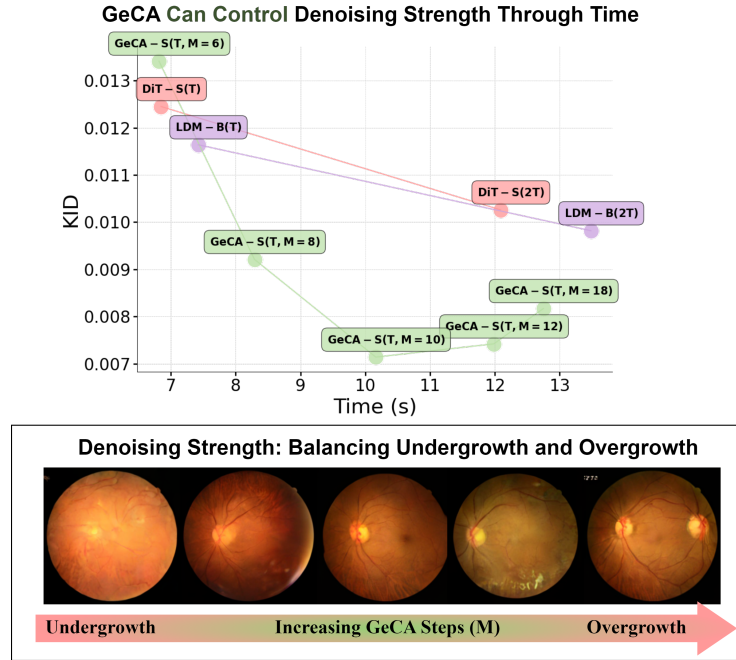 GeCA Can Control Denoising Strength Through Time
GeCA − S(T, M = 6)
0.013
DiT − S(T)
LDM − B(T)
0.012
0.011
KID
DiT − S(2T)
LDM − B(2T)
0.010
GeCA − S(T, M = 8)
0.009
GeCA − S(T, M = 18)
0.008
GeCA − S(T, M = 12)
GeCA − S(T, M = 10)
0.007
7 8 9 10 11 12 13
Time (s)
Denoising Strength: Balancing Undergrowth and Overgrowth
Undergrowth Increasing GeCA Steps (M) Overgrowth